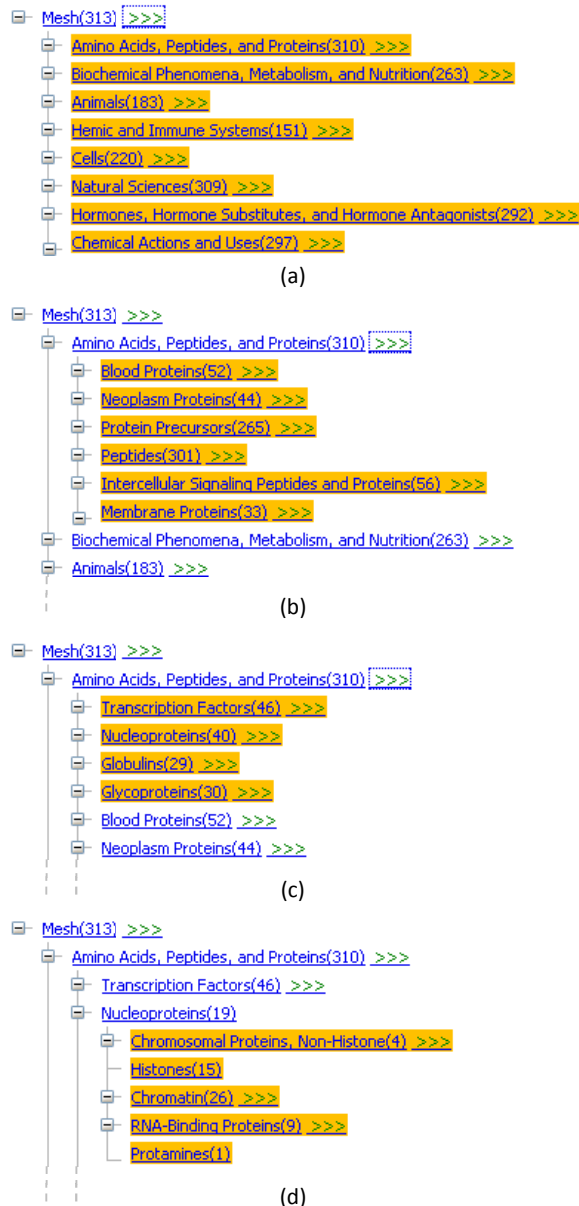 Mesh(313) >>>
Amino Acids, Peptides, and Proteins(310) >>>
Biochemical Phenomena, Metabolism, and Nutrition(263) >>>
Animals(183) >>>
Hemic and Immune Systems(151) >>>
Cells(220) >>>
Natural Sciences(309) >>>
Hormones, Hormone Substitutes, and Hormone Antagonists(292) >>>
Chemical Actions and Uses(297) >>>
(a)
Mesh(313) >>>
Amino Acids, Peptides, and Proteins(310) >>>
Blood Proteins(52) >>>
Neoplasm Proteins(44) >>>
Protein Precursors(265) >>>
Peptides(301) >>>
Intercellular Signaling Peptides and Proteins(56) >>>
Membrane Proteins(33) >>>
Biochemical Phenomena, Metabolism, and Nutrition(263) >>>
Animals(183) >>>
(b)
Mesh(313) >>>
Amino Acids, Peptides, and Proteins(310) >>>
Transcription Factors(46) >>>
Nucleoproteins(40) >>>
Globulins(29) >>>
Glycoproteins(30) >>>
Blood Proteins(52) >>>
Neoplasm Proteins(44) >>>
(c)
Mesh(313) >>>
Amino Acids, Peptides, and Proteins(310) >>>
Transcription Factors(46) >>>
Nucleoproteins(19)
Chromosomal Proteins, Non-Histone(4) >>>
Histones(15)
Chromatin(26) >>>
RNA-Binding Proteins(9) >>>
Protamines(1)
(d)